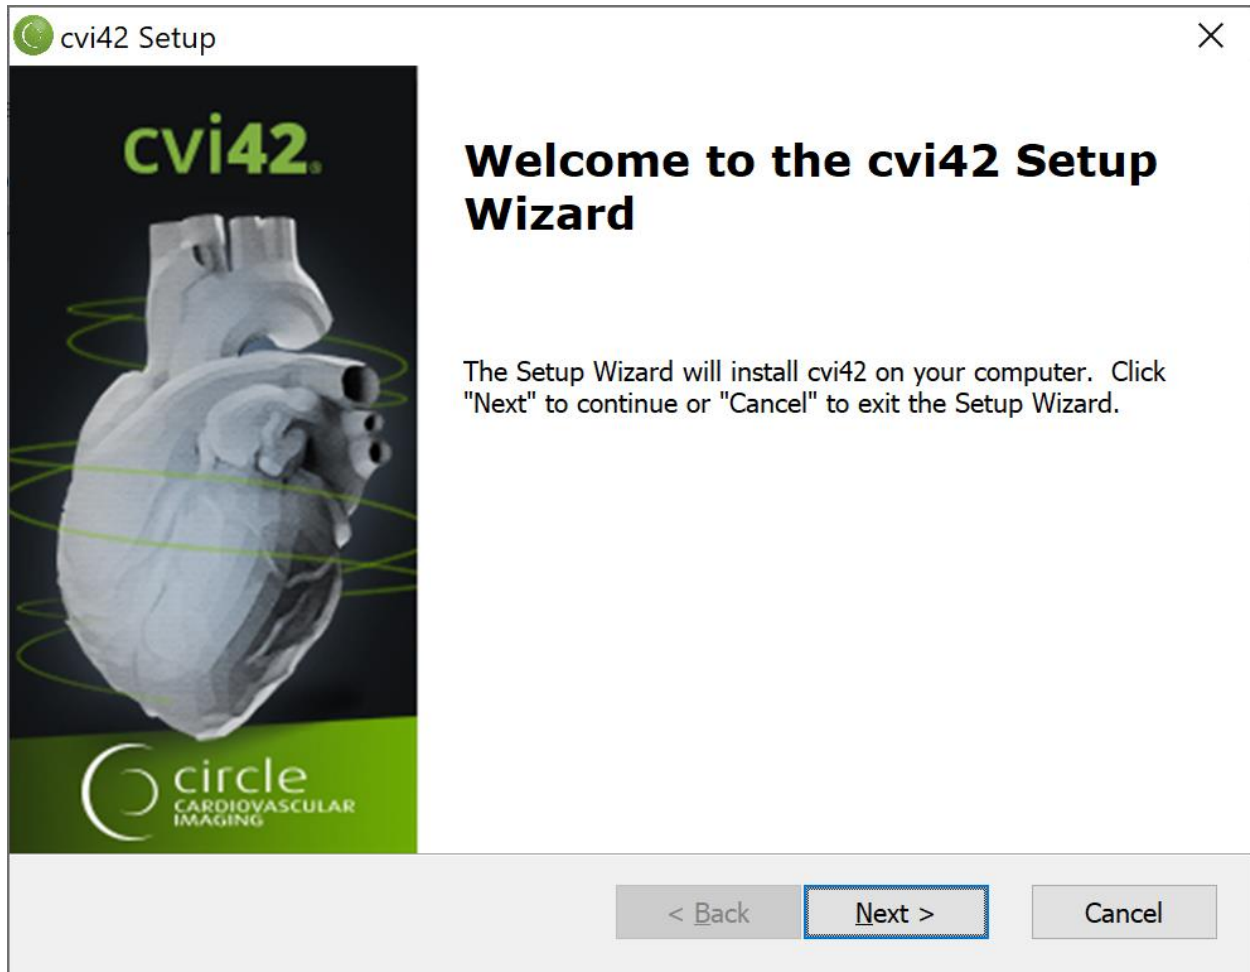 cvi42 Setup
cvi42®
Welcome to the cvi42 Setup
Wizard
The Setup Wizard will install cvi42 on your computer.  Click
"Next" to continue or "Cancel" to exit the Setup Wizard.
circle
CARDIOVASCULAR
IMAGING
< Back
Next >
Cancel